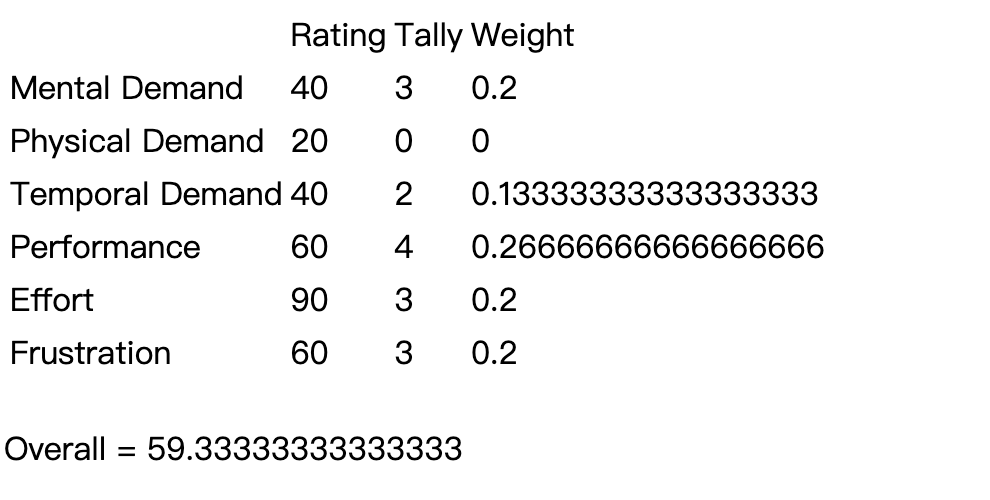 Rating Tally Weight
Mental Demand 40 3 0.2
Physical Demand 20 0 0
Temporal Demand 40 2 0.13333333333333333
Performance 60 4 0.26666666666666666
Effort 90 3 0.2
Frustration 60 3 0.2
Overall = 59.33333333333333